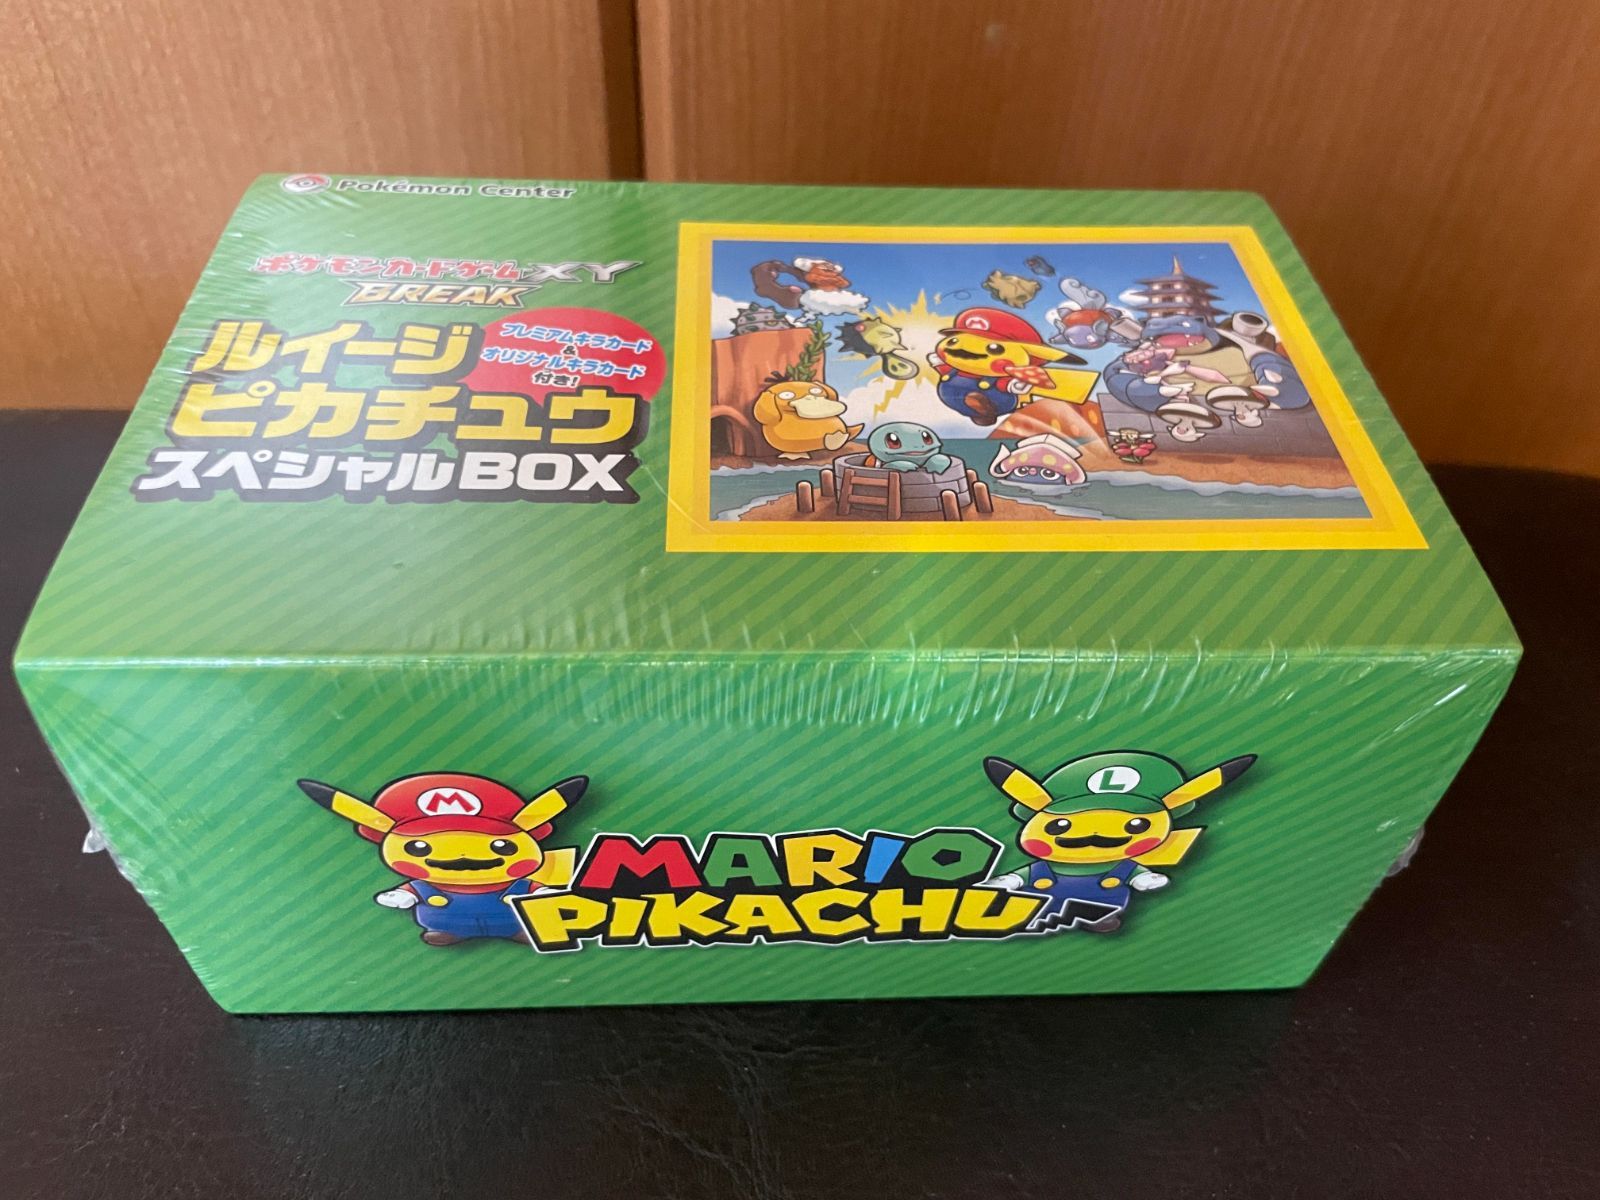 Pokémon Center
ポケモンカードゲームXY
BREAK
ルイージ
ピカチュウ
スペシャルBOX
プレミアムキラカード
&
オリジナルキラカード
付き!
M
M
L
MARIO
PIKACHU